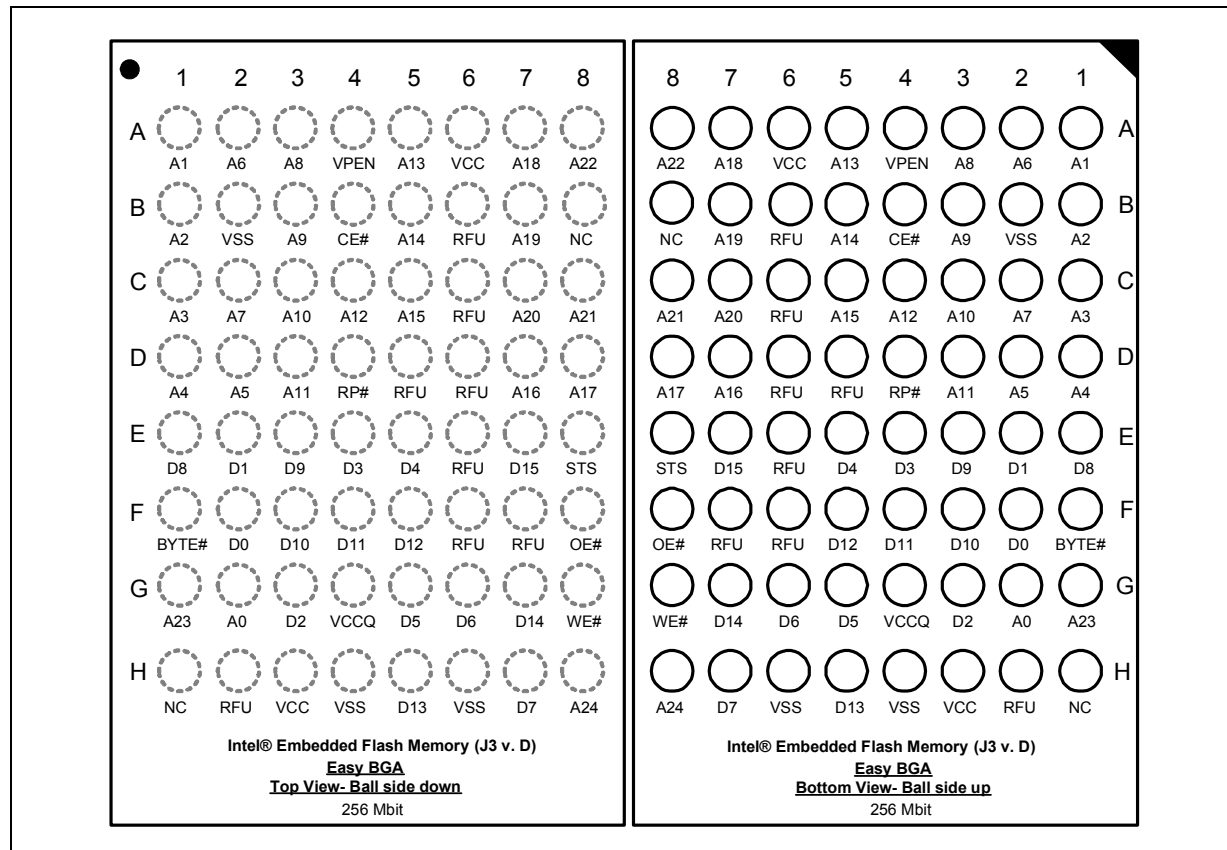 1 2 3 4 5 6 7 8
A
A1 A6 A8 VPEN A13 VCC A18 A22
B
A2 VSS A9 CE# A14 RFU A19 NC
C
A3 A7 A10 A12 A15 RFU A20 A21
D
A4 A5 A11 RP# RFU RFU A16 A17
E
D8 D1 D9 D3 D4 RFU D15 STS
F
BYTE# D0 D10 D11 D12 RFU RFU OE#
G
A23 A0 D2 VCCQ D5 D6 D14 WE#
H
NC RFU VCC VSS D13 VSS D7 A24
Intel® Embedded Flash Memory (J3 v. D)
Easy BGA
Top View- Ball side down
256 Mbit
8 7 6 5 4 3 2 1
A
A22 A18 VCC A13 VPEN A8 A6 A1
B
NC A19 RFU A14 CE# A9 VSS A2
C
A21 A20 RFU A15 A12 A10 A7 A3
D
A17 A16 RFU RFU RP# A11 A5 A4
E
STS D15 RFU D4 D3 D9 D1 D8
F
OE# RFU RFU D12 D11 D10 D0 BYTE#
G
WE# D14 D6 D5 VCCQ D2 A0 A23
H
A24 D7 VSS D13 VSS VCC RFU NC
Intel® Embedded Flash Memory (J3 v. D)
Easy BGA
Bottom View- Ball side up
256 Mbit